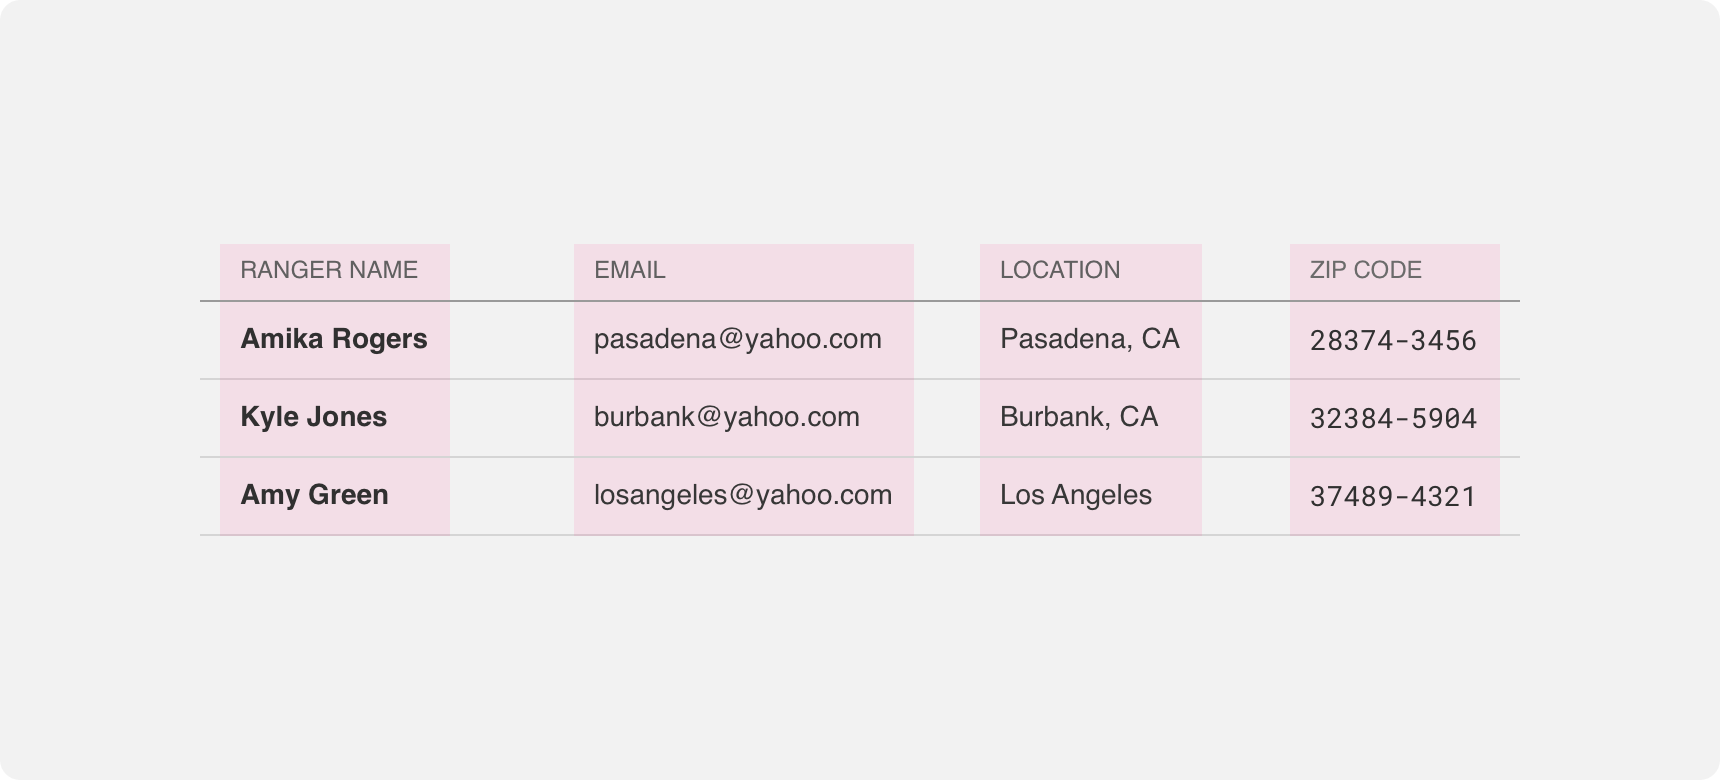 RANGER NAME EMAIL LOCATION ZIP CODE
Amika Rogers pasadena@yahoo.com Pasadena, CA 28374-3456
Kyle Jones burbank@yahoo.com Burbank, CA 32384-5904
Amy Green losangeles@yahoo.com Los Angeles 37489-4321